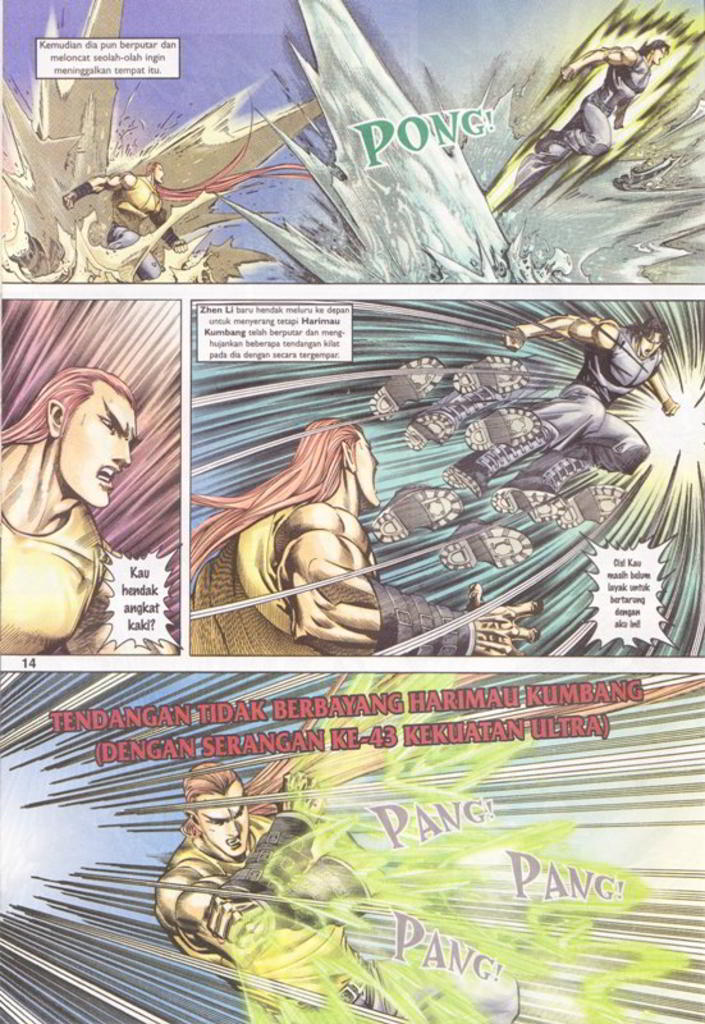 Kemudian dia pun berputar dan
meloncat seolah-olah ingin
meninggalkan tempat itu.
PONG!
Kau
hendak
angkat
kaki?
Zhen Li baru hendak meluru ke depan
untuk menyerang tetapi Harimau
Kumbang telah berputar dan meng-
hujankan beberapa tendangan kilat
pada dia dengan secara tergempar.
Cis! Kau
masih belum
layak untuk
bertarung
dengan
aku ini!
14
TENDANGAN TIDAK BERBAYANG HARIMAU KUMBANG
(DENGAN SERANGAN KE-43 KEKUATAN ULTRA)
PANG!
PANG!
PANG!